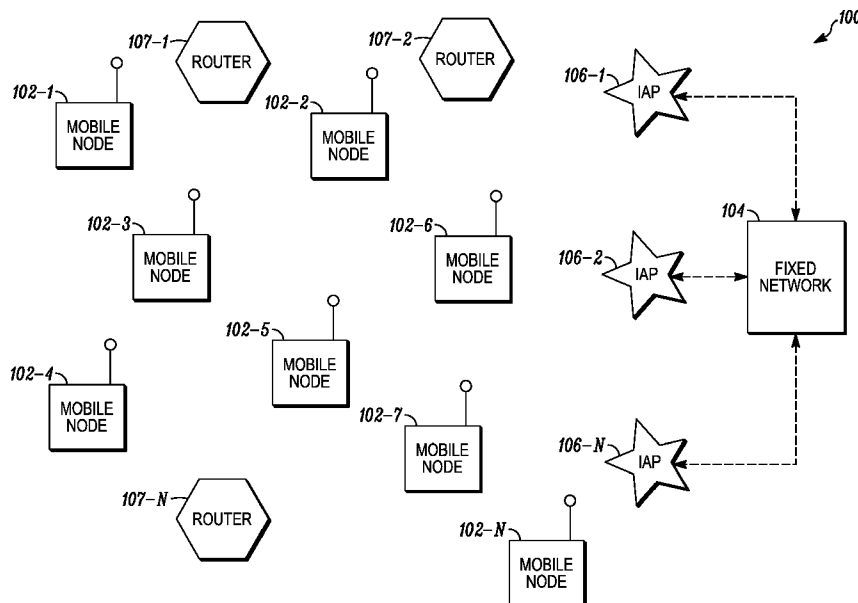 100
107-1
ROUTER
107-2
ROUTER
106-1
IAP
102-1
MOBILE
NODE
102-2
MOBILE
NODE
102-3
MOBILE
NODE
102-6
MOBILE
NODE
106-2
IAP
104
FIXED
NETWORK
102-5
MOBILE
NODE
102-4
MOBILE
NODE
102-7
MOBILE
NODE
106-N
IAP
107-N
ROUTER
102-N
MOBILE
NODE